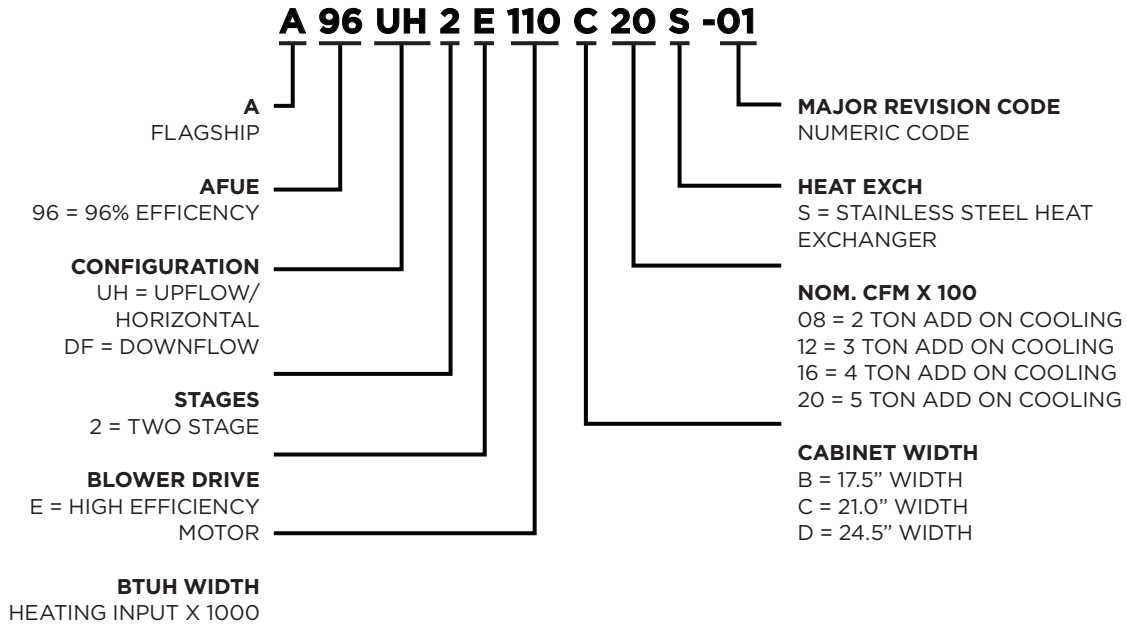 A 96 UH 2 E 110 C 20 S -01
A
FLAGSHIP
AFUE
96 = 96% EFFICENCY
CONFIGURATION
UH = UPFLOW/
HORIZONTAL
DF = DOWNFLOW
STAGES
2 = TWO STAGE
BLOWER DRIVE
E = HIGH EFFICIENCY
MOTOR
BTUH WIDTH
HEATING INPUT X 1000
MAJOR REVISION CODE
NUMERIC CODE
HEAT EXCH
S = STAINLESS STEEL HEAT
EXCHANGER
NOM. CFM X 100
08 = 2 TON ADD ON COOLING
12 = 3 TON ADD ON COOLING
16 = 4 TON ADD ON COOLING
20 = 5 TON ADD ON COOLING
CABINET WIDTH
B = 17.5” WIDTH
C = 21.0” WIDTH
D = 24.5” WIDTH